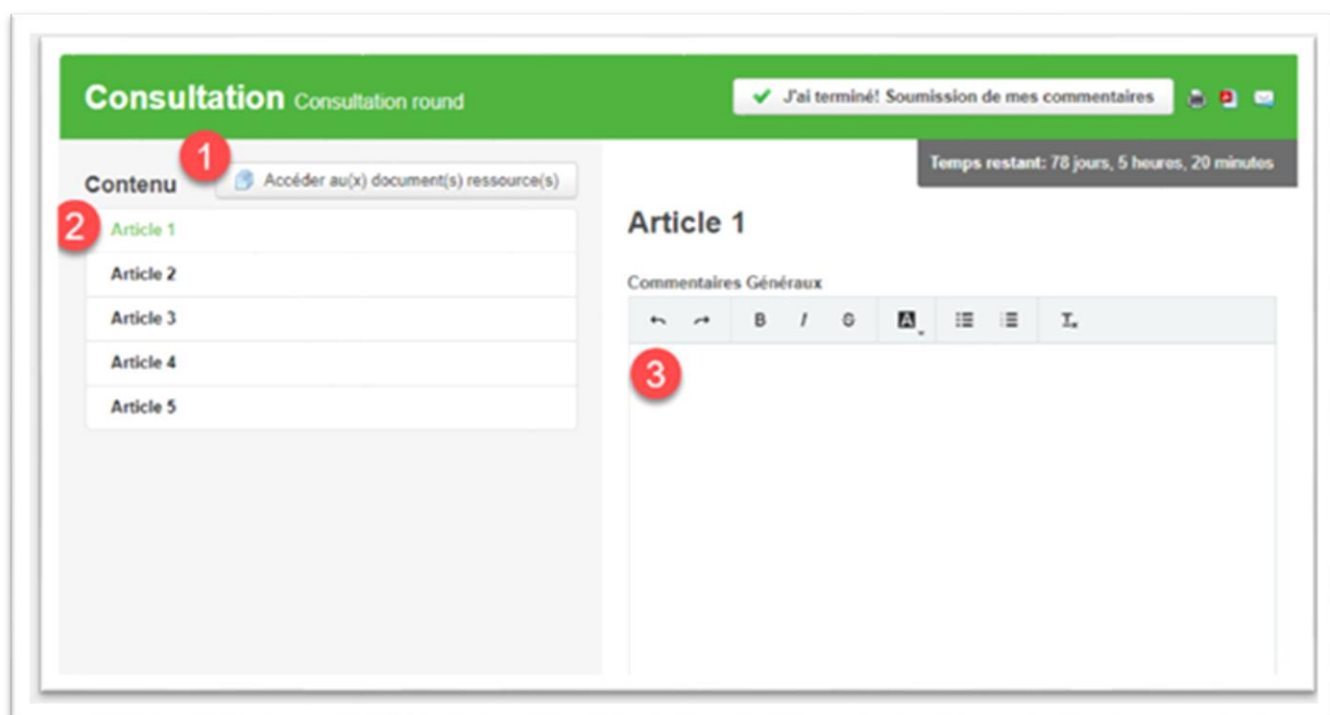 Consultation Consultation round
J'ai terminé! Soumission de mes commentaires
Temps restant: 78 jours, 5 heures, 20 minutes
1
Contenu
Accéder au(x) document(s) ressource(s)
2
Article 1
Article 2
Article 3
Article 4
Article 5
Article 1
Commentaires Généraux
B I S A
3